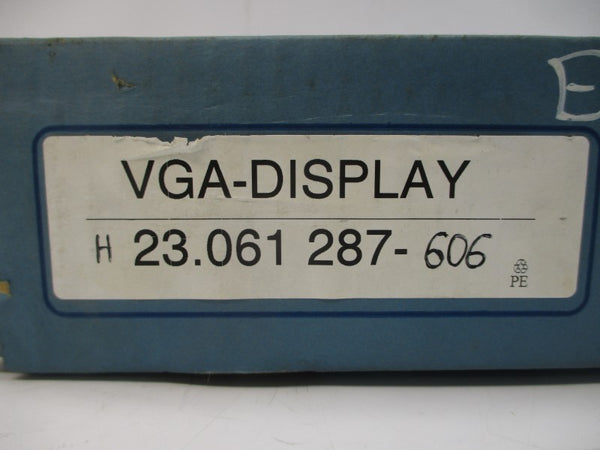 E
VGA-DISPLAY
H 23.061 287- 606
PE